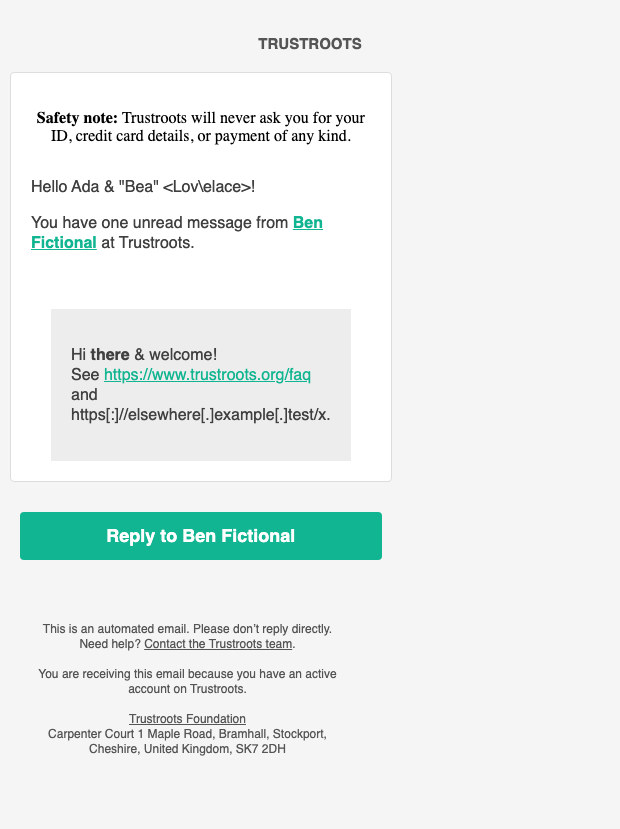 TRUSTROOTS
Safety note: Trustroots will never ask you for your
ID, credit card details, or payment of any kind.
Hello Ada & "Bea" <Lov\elace>!
You have one unread message from Ben
Fictional at Trustroots.
Hi there & welcome!
See https://www.trustroots.org/faq
and
https[:]//elsewhere[.]example[.]test/x.
Reply to Ben Fictional
This is an automated email. Please don’t reply directly.
Need help? Contact the Trustroots team.
You are receiving this email because you have an active
account on Trustroots.
Trustroots Foundation
Carpenter Court 1 Maple Road, Bramhall, Stockport,
Cheshire, United Kingdom, SK7 2DH